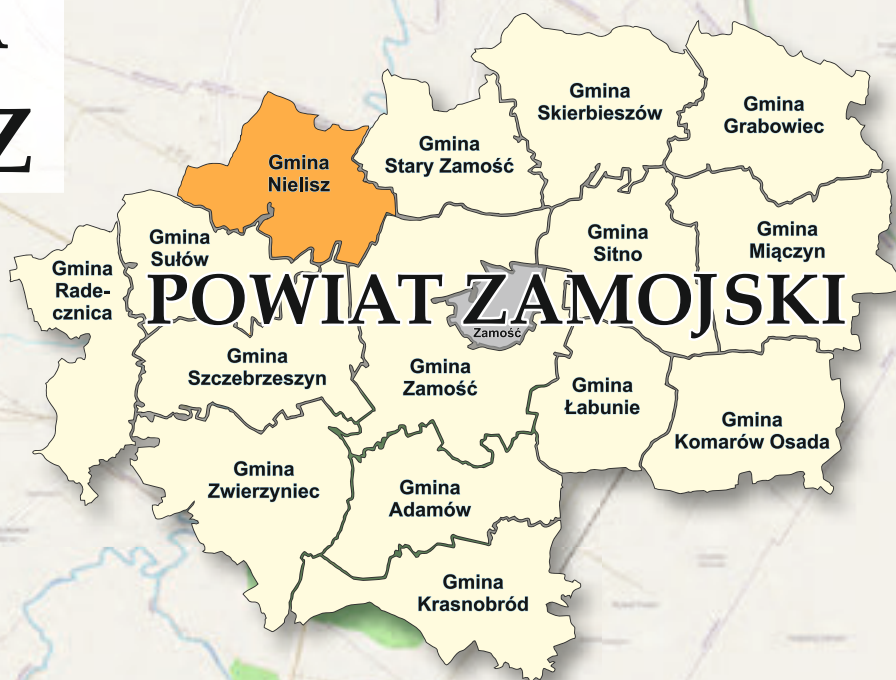 Z
Gmina
Skierbieszów
Gmina
Grabowiec
Gmina
Stary Zamość
Gmina
Nielisz
Gmina
Sułów
Gmina
Sitno
Gmina
Miączyn
Gmina
Rade-
cznica
POWIAT ZAMOJSKI
Zamość
Gmina
Szczebrzeszyn
Gmina
Zamość
Gmina
Łabunie
Gmina
Komarów Osada
Gmina
Zwierzyniec
Gmina
Adamów
Gmina
Krasnobród